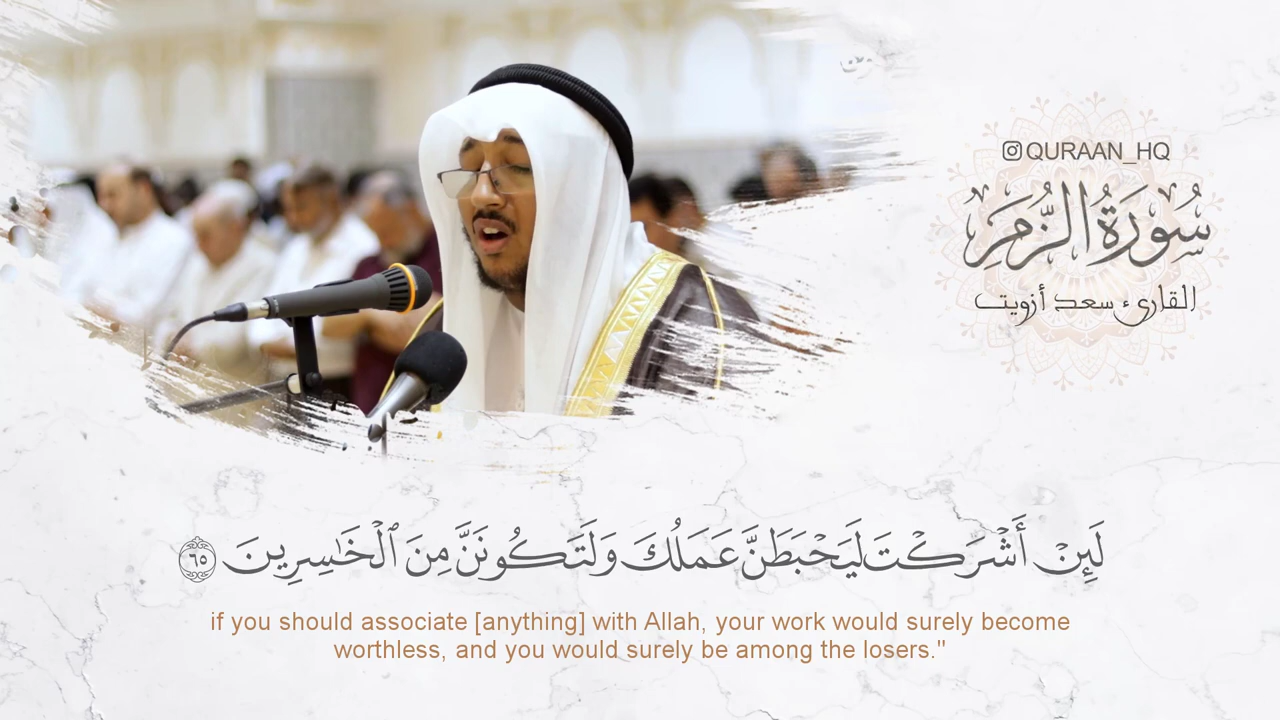 QURAAN_HQ
سُورَةُ الزُّمَرِ
القارئ سعد أزويت
لَئِنْ أَشْرَكْتَ لَيَحْبَطَنَّ عَمَلُكَ وَلَتَكُونَنَّ مِنَ ٱلْخَـٰسِرِينَ ٦٥
if you should associate [anything] with Allah, your work would surely become
worthless, and you would surely be among the losers."